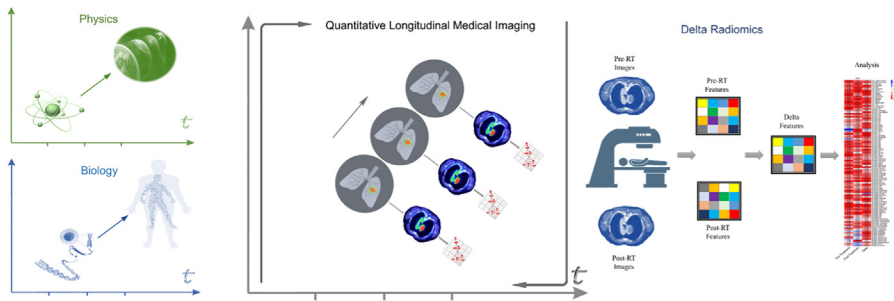 Physics
t
Biology
t
Quantitative Longitudinal Medical Imaging
t
Delta Radiomics
Pre-RT
Images
Post-RT
Images
Pre-RT
Features
Post-RT
Features
Delta
Features
Analysis